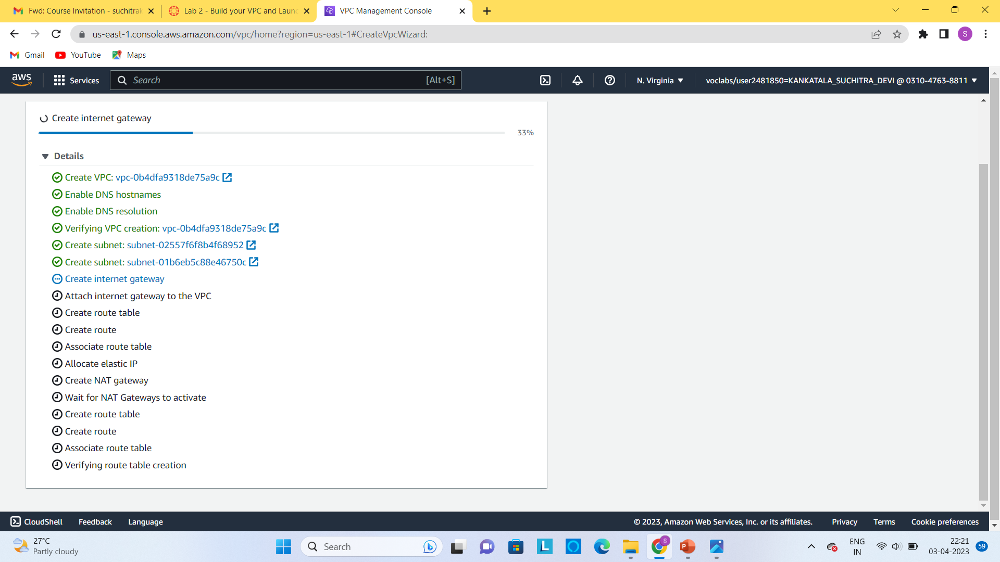 Fwd: Course Invitation - suchitrak
Lab 2 - Build your VPC and Launc
VPC Management Console
us-east-1.console.aws.amazon.com/vpc/home?region=us-east-1#CreateVpcWizard:
S
Gmail
YouTube
Maps
aws
Services
Search
[Alt+S]
N. Virginia
voclabs/user2481850=KANKATALA_SUCHITRA_DEVI @ 0310-4763-8811
Create internet gateway
33%
Details
Create VPC: vpc-0b4dfa9318de75a9c
Enable DNS hostnames
Enable DNS resolution
Verifying VPC creation: vpc-0b4dfa9318de75a9c
Create subnet: subnet-02557f6f8b4f68952
Create subnet: subnet-01b6eb5c88e46750c
Create internet gateway
Attach internet gateway to the VPC
Create route table
Create route
Associate route table
Allocate elastic IP
Create NAT gateway
Wait for NAT Gateways to activate
Create route table
Create route
Associate route table
Verifying route table creation
CloudShell
Feedback
Language
© 2023, Amazon Web Services, Inc. or its affiliates.
Privacy
Terms
Cookie preferences
27°C
Partly cloudy
Search
L
S
P
ENG
IN
22:21
03-04-2023
59